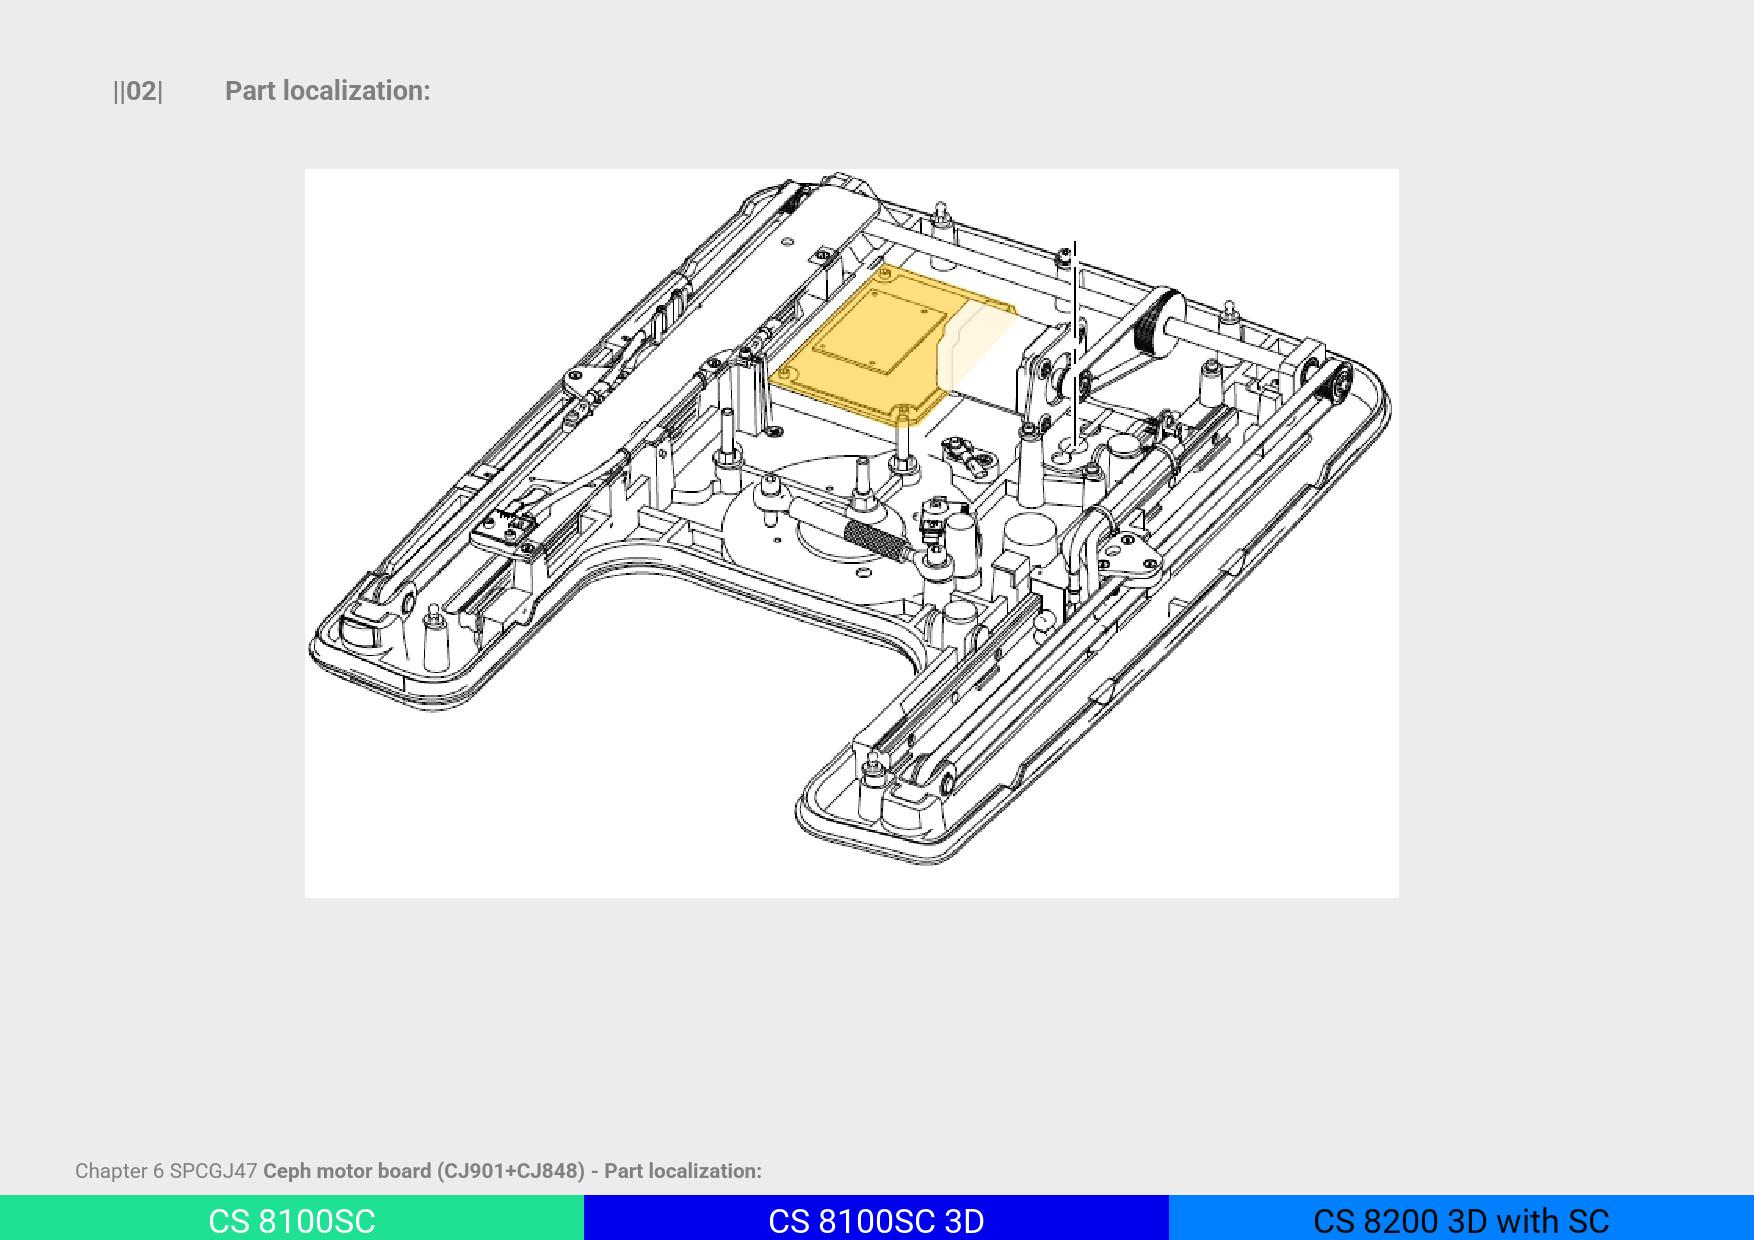 ||02| Part localization:
Chapter 6 SPCGJ47 Ceph motor board (CJ901+CJ848) - Part localization:
CS 8100SC CS 8100SC 3D CS 8200 3D with SC